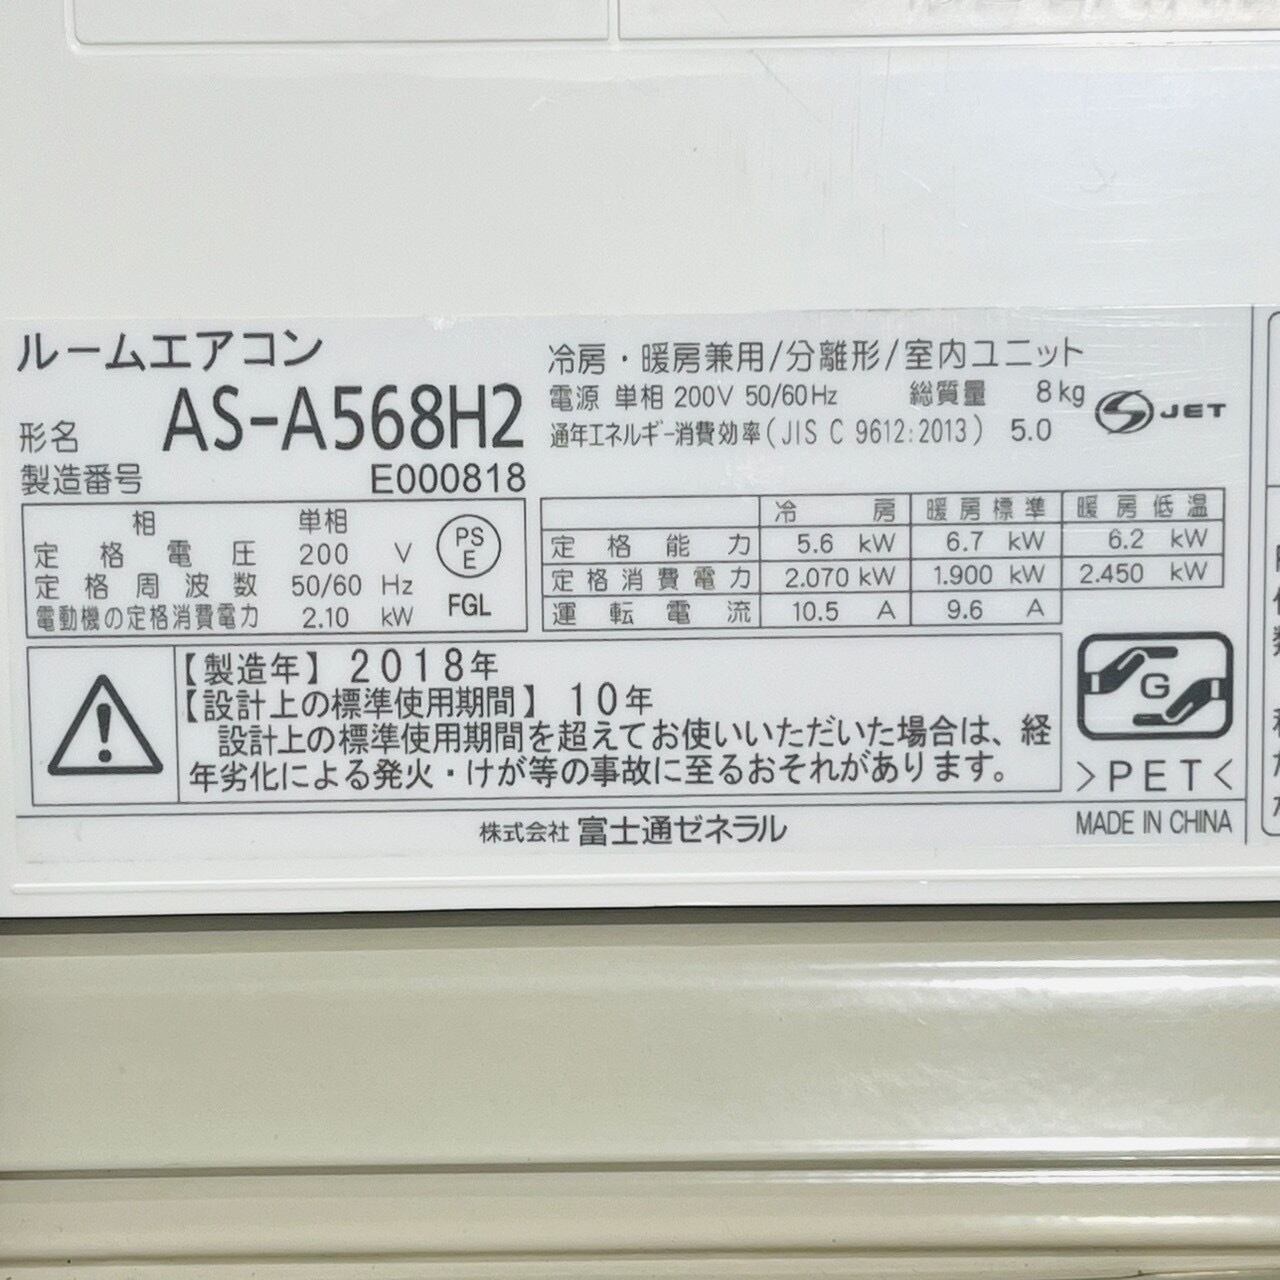 ルームエアコン
形名 AS-A568H2
製造番号 E000818
冷房・暖房兼用/分離形/室内ユニット
電源 単相 200V 50/60Hz 総質量 8kg
通年エネルギー消費効率(JIS C 9612:2013) 5.0
JET
相 単相
定格電圧 200 V
定格周波数 50/60 Hz
電動機の定格消費電力 2.10 kW
PS
E
FGL
冷房 暖房標準 暖房低温
定格能力 5.6 kW 6.7 kW 6.2 kW
定格消費電力 2.070 kW 1.900 kW 2.450 kW
運転電流 10.5 A 9.6 A
【製造年】2018年
【設計上の標準使用期間】10年
設計上の標準使用期間を超えてお使いいただいた場合は、経
年劣化による発火・けが等の事故に至るおそれがあります。
G
>PET<
株式会社 富士通ゼネラル
MADE IN CHINA